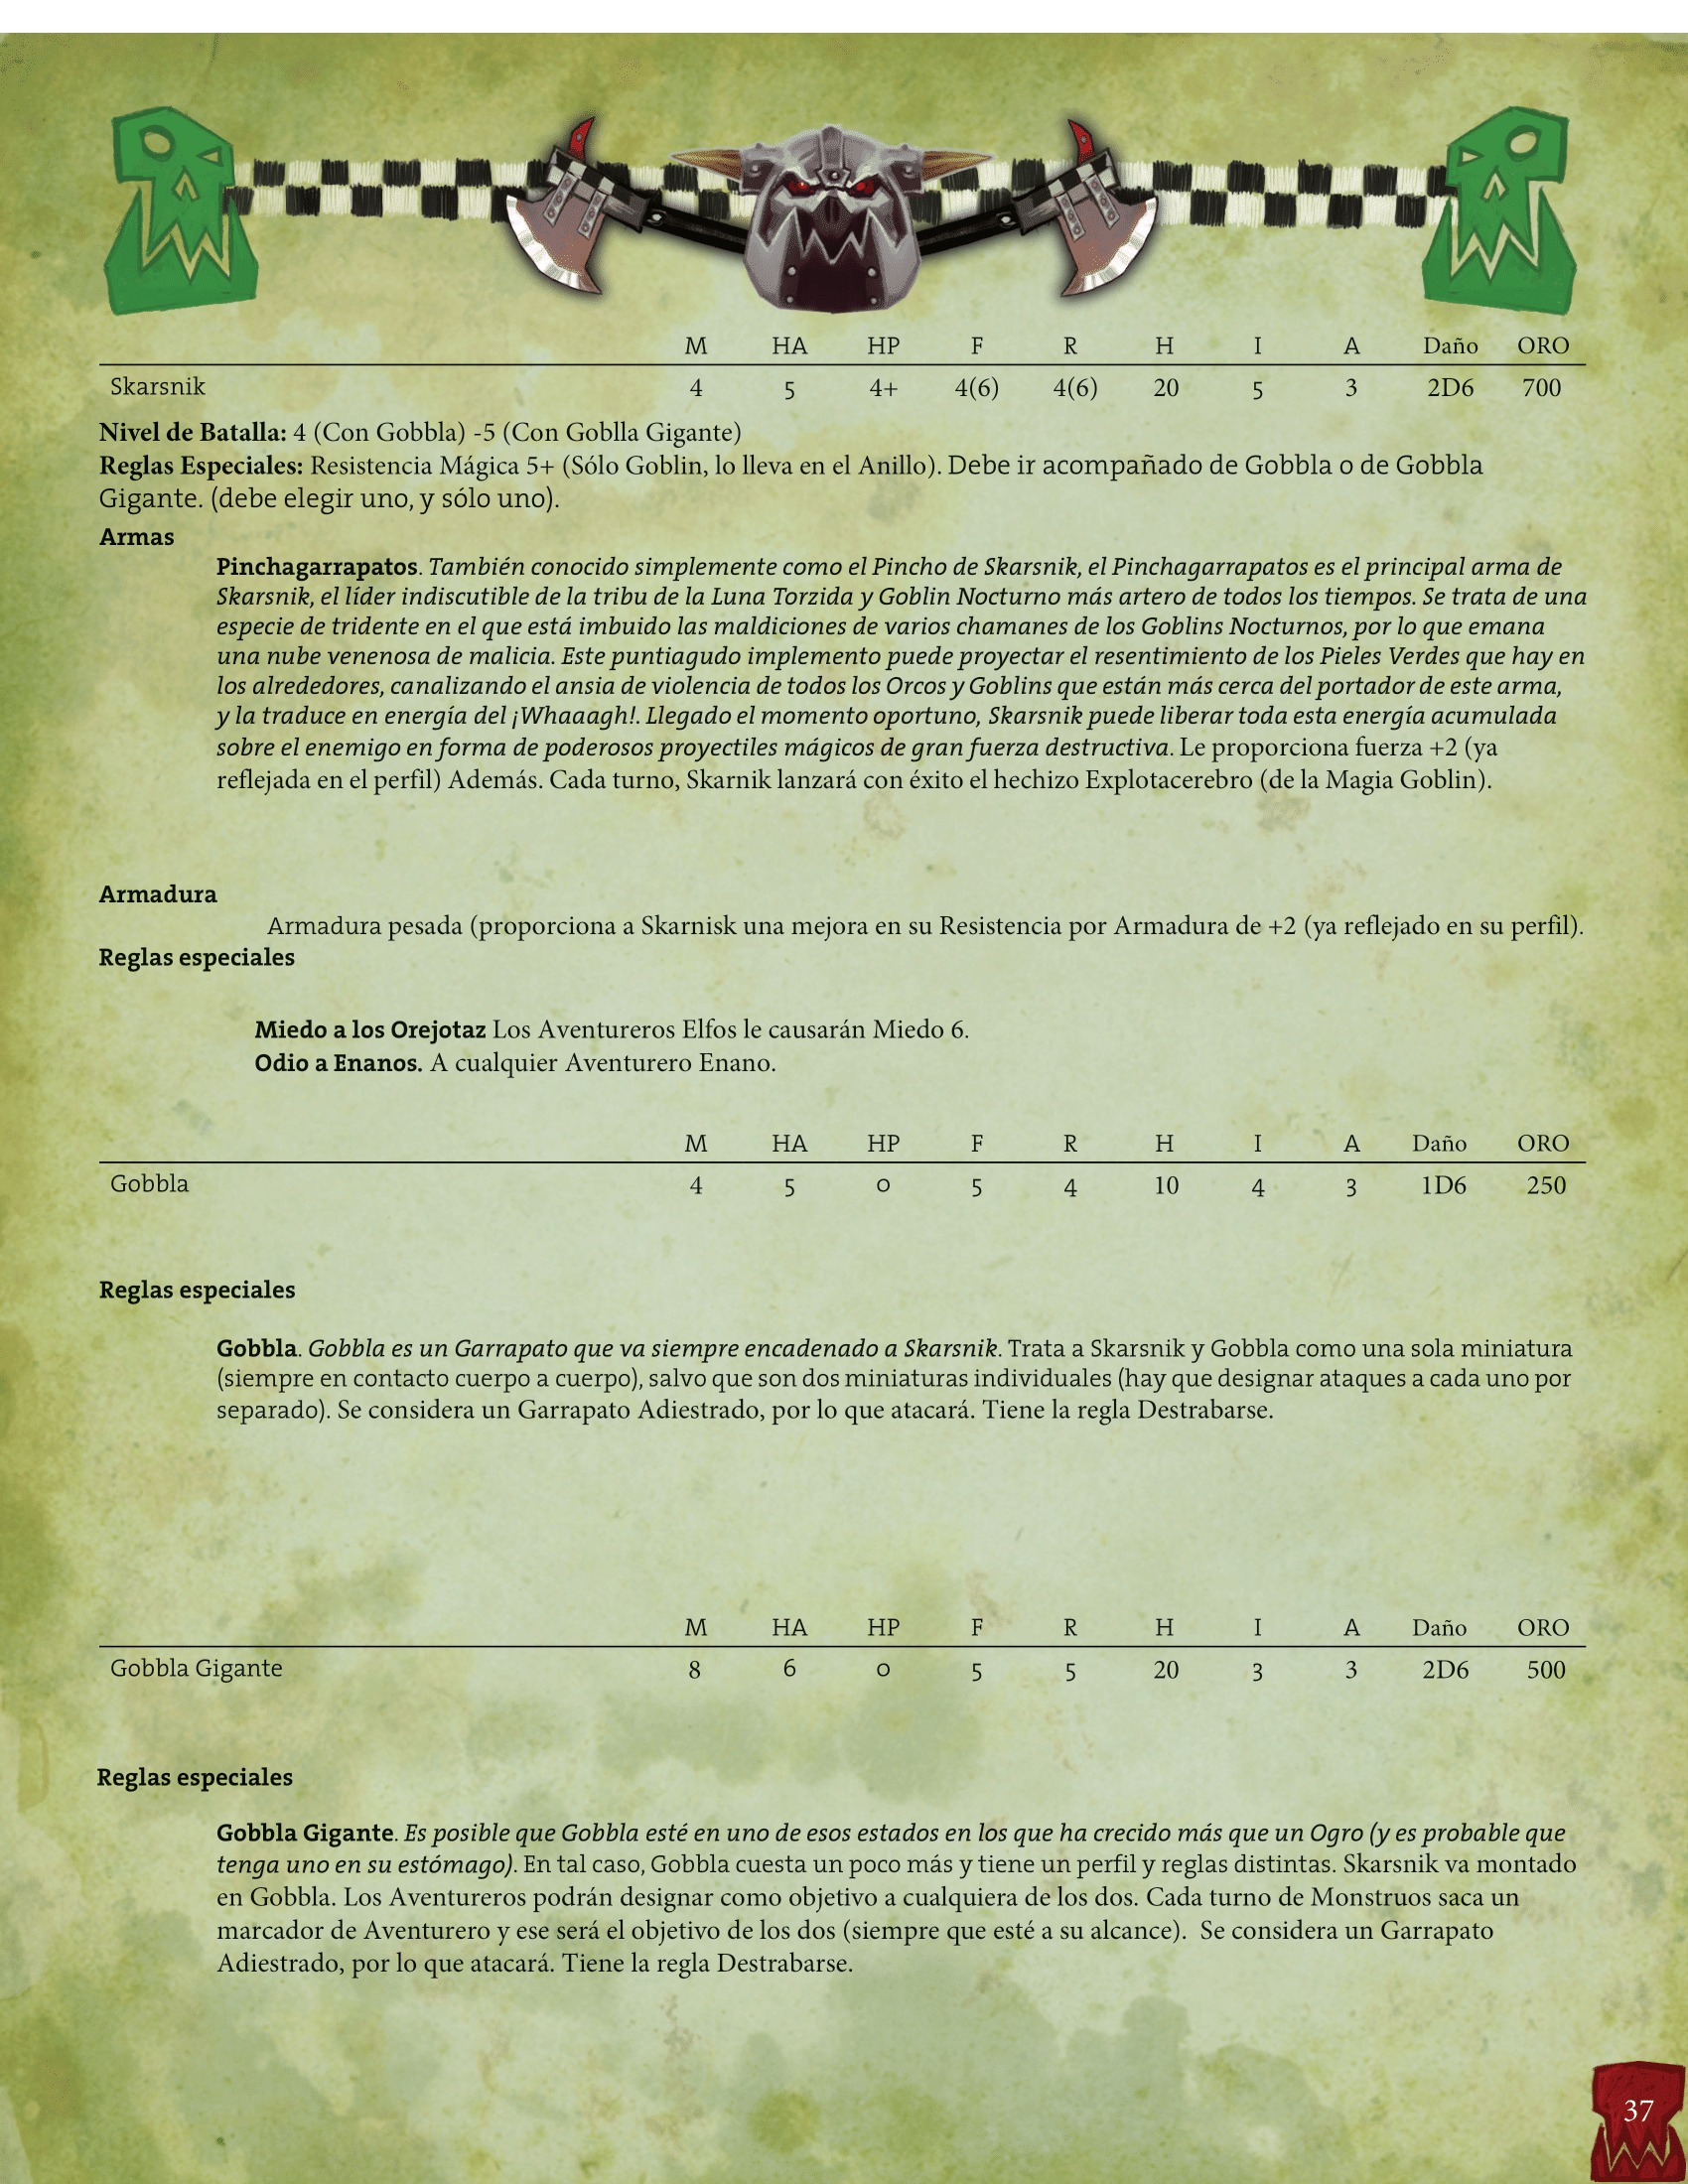 M HA HP F R H I A Daño ORO
Skarsnik 4 5 4+ 4(6) 4(6) 20 5 3 2D6 700
Nivel de Batalla: 4 (Con Gobbla) -5 (Con Goblla Gigante)
Reglas Especiales: Resistencia Mágica 5+ (Sólo Goblin, lo lleva en el Anillo). Debe ir acompañado de Gobbla o de Gobbla
Gigante. (debe elegir uno, y sólo uno).
Armas
Pinchagarrapatos. También conocido simplemente como el Pincho de Skarsnik, el Pinchagarrapatos es el principal arma de
Skarsnik, el líder indiscutible de la tribu de la Luna Torzida y Goblin Nocturno más artero de todos los tiempos. Se trata de una
especie de tridente en el que está imbuido las maldiciones de varios chamanes de los Goblins Nocturnos, por lo que emana
una nube venenosa de malicia. Este puntiagudo implemento puede proyectar el resentimiento de los Pieles Verdes que hay en
los alrededores, canalizando el ansia de violencia de todos los Orcos y Goblins que están más cerca del portador de este arma,
y la traduce en energía del ¡Whaaagh!. Llegado el momento oportuno, Skarsnik puede liberar toda esta energía acumulada
sobre el enemigo en forma de poderosos proyectiles mágicos de gran fuerza destructiva. Le proporciona fuerza +2 (ya
reflejada en el perfil) Además. Cada turno, Skarnik lanzará con éxito el hechizo Explotacerebro (de la Magia Goblin).
Armadura
Armadura pesada (proporciona a Skarnisk una mejora en su Resistencia por Armadura de +2 (ya reflejado en su perfil).
Reglas especiales
Miedo a los Orejotaz Los Aventureros Elfos le causarán Miedo 6.
Odio a Enanos. A cualquier Aventurero Enano.
M HA HP F R H I A Daño ORO
Gobbla 4 5 0 5 4 10 4 3 1D6 250
Reglas especiales
Gobbla. Gobbla es un Garrapato que va siempre encadenado a Skarsnik. Trata a Skarsnik y Gobbla como una sola miniatura
(siempre en contacto cuerpo a cuerpo), salvo que son dos miniaturas individuales (hay que designar ataques a cada uno por
separado). Se considera un Garrapato Adiestrado, por lo que atacará. Tiene la regla Destrabarse.
M HA HP F R H I A Daño ORO
Gobbla Gigante 8 6 0 5 5 20 3 3 2D6 500
Reglas especiales
Gobbla Gigante. Es posible que Gobbla esté en uno de esos estados en los que ha crecido más que un Ogro (y es probable que
tenga uno en su estómago). En tal caso, Gobbla cuesta un poco más y tiene un perfil y reglas distintas. Skarsnik va montado
en Gobbla. Los Aventureros podrán designar como objetivo a cualquiera de los dos. Cada turno de Monstruos saca un
marcador de Aventurero y ese será el objetivo de los dos (siempre que esté a su alcance). Se considera un Garrapato
Adiestrado, por lo que atacará. Tiene la regla Destrabarse.
37